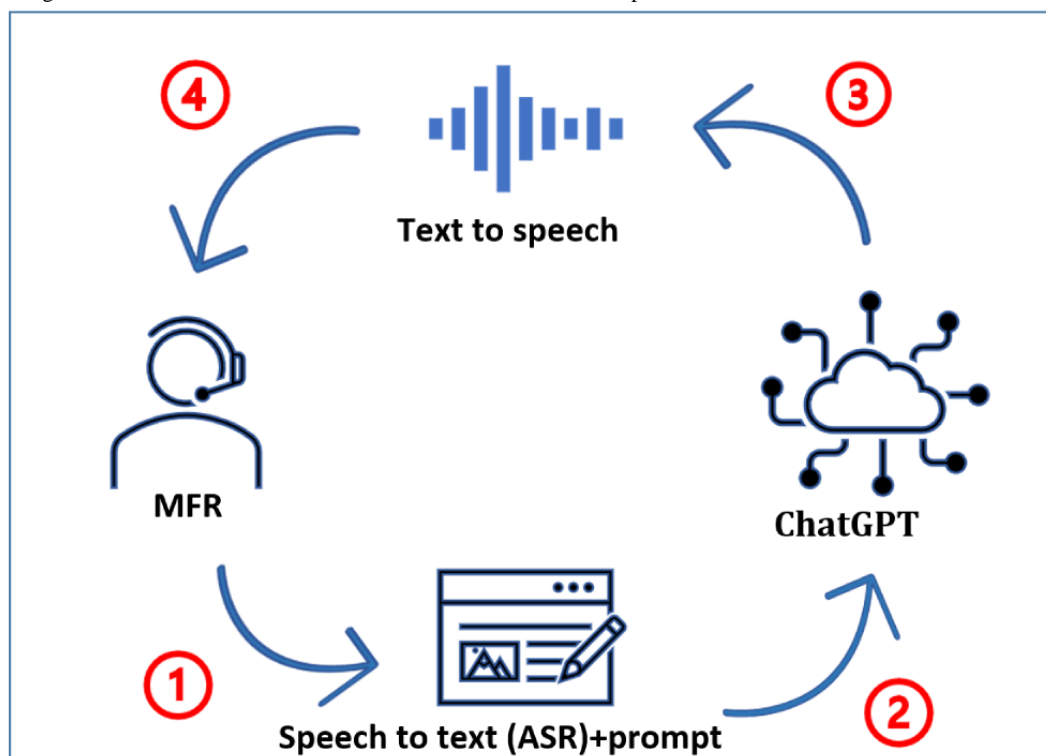 ④
③
Text to speech
MFR
ChatGPT
①
②
Speech to text (ASR)+prompt